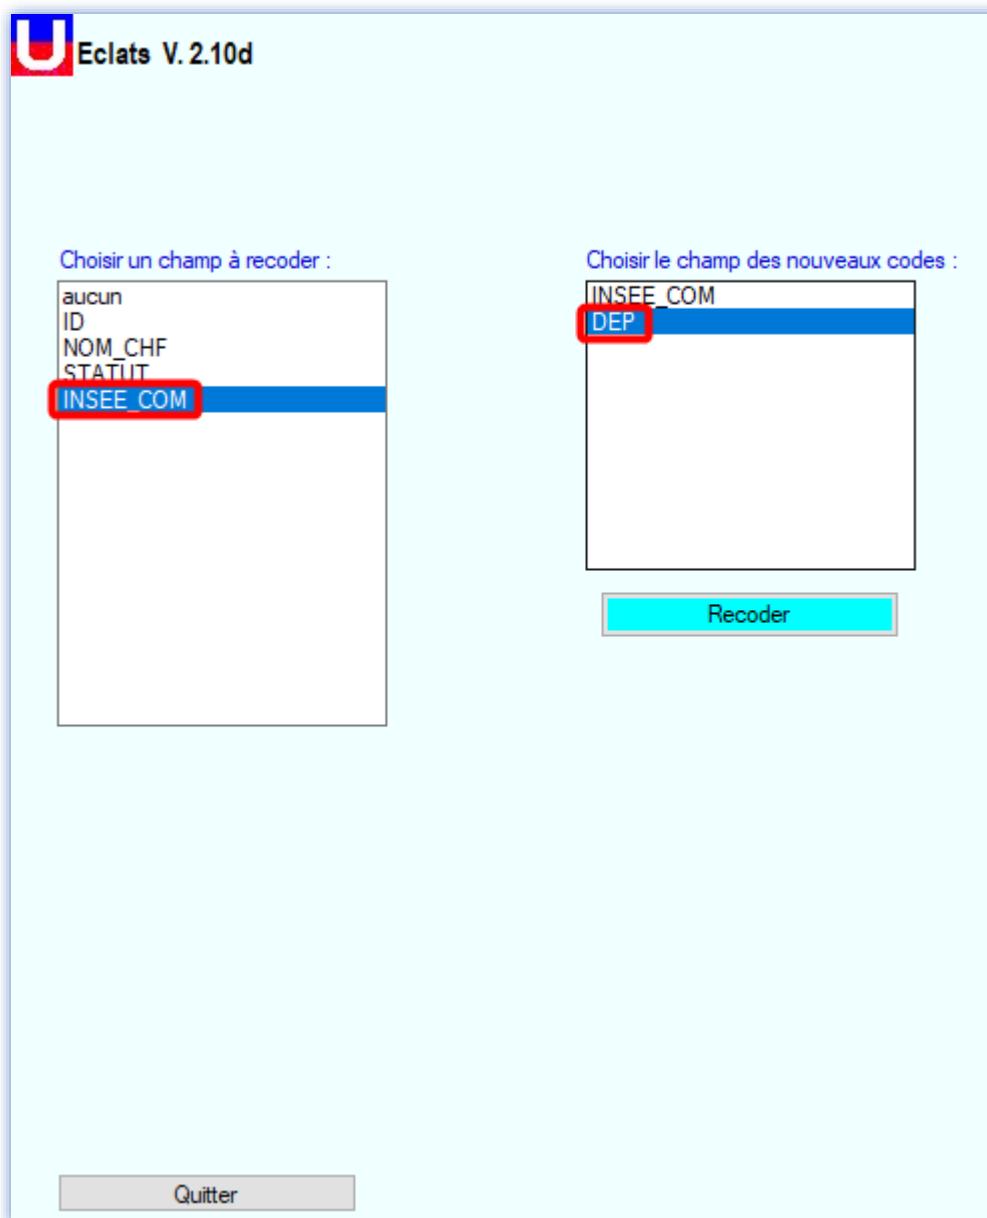 U
Eclats V. 2.10d
Choisir un champ à recoder :
aucun
ID
NOM_CHF
STATUT
INSEE_COM
Choisir le champ des nouveaux codes :
INSEE_COM
DEP
Recoder
Quitter